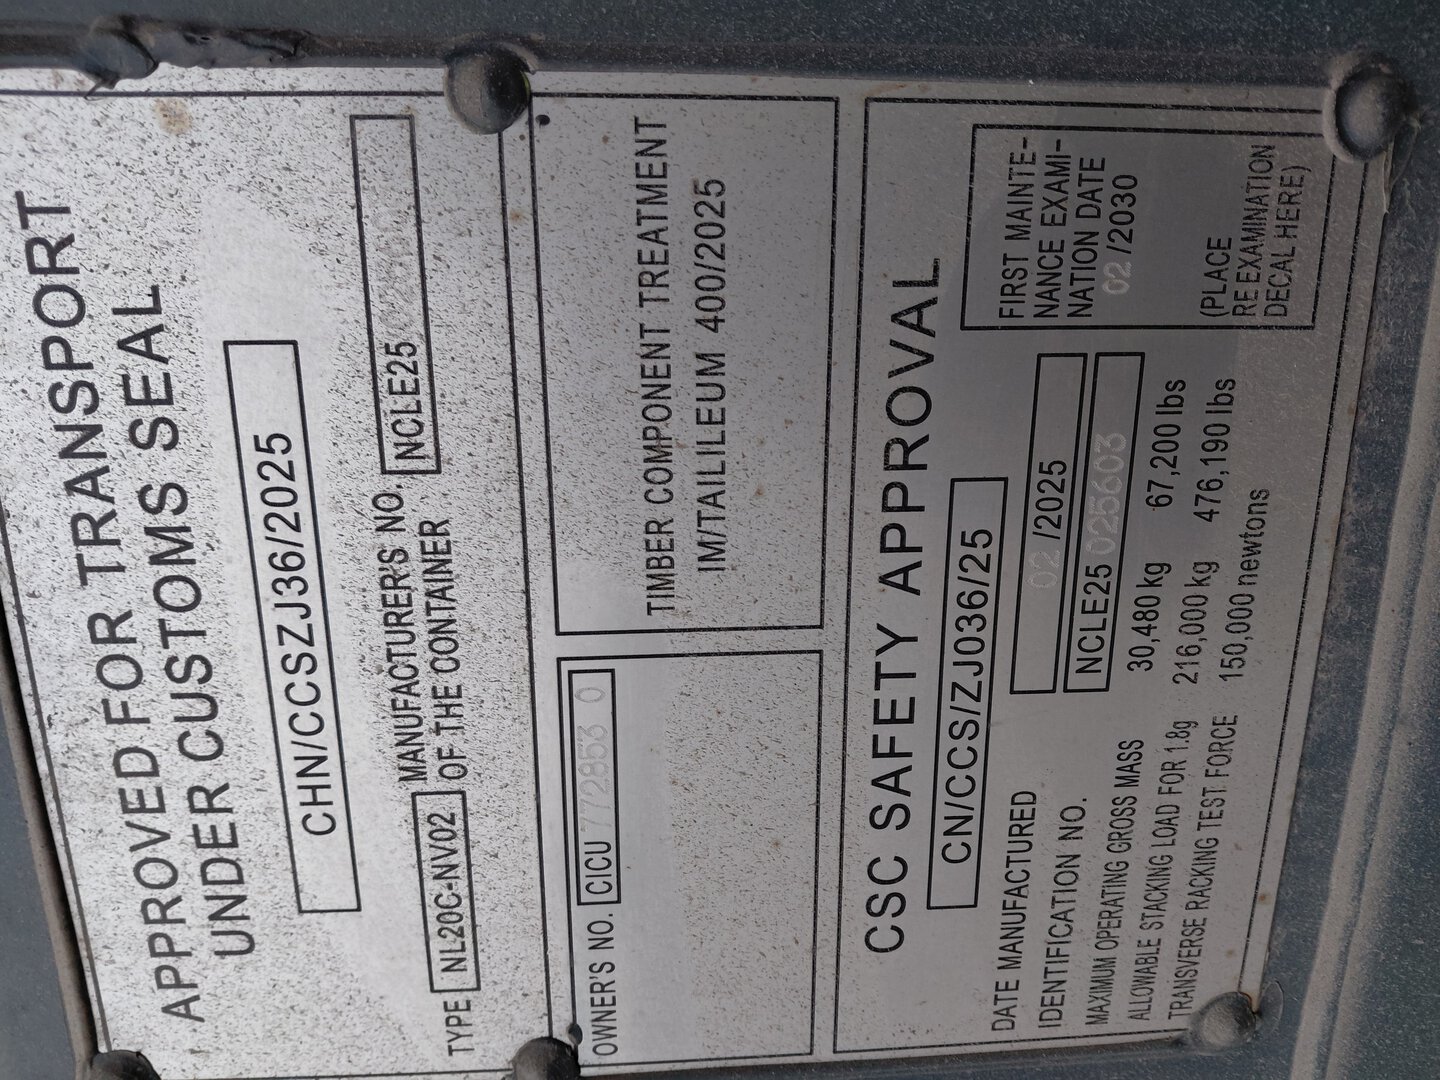 APPROVED FOR TRANSPORT
UNDER CUSTOMS SEAL
CHN/CCSZJ36/2025
TYPE NL20C-NV02 MANUFACTURER'S NO. OF THE CONTAINER NCLE25
OWNER'S NO. CICU 772853 0
TIMBER COMPONENT TREATMENT
IM/TAILILEUM 400/2025
CSC SAFETY APPROVAL
CN/CCS/ZJ036/25
DATE MANUFACTURED 02/2025
IDENTIFICATION NO. NCLE25 025603
MAXIMUM OPERATING GROSS MASS 30,480 kg 67,200 lbs
ALLOWABLE STACKING LOAD FOR 1.8g 216,000 kg 476,190 lbs
TRANSVERSE RACKING TEST FORCE 150,000 newtons
FIRST MAINTE-
NANCE EXAMI-
NATION DATE
02/2030
(PLACE
RE EXAMINATION
DECAL HERE)